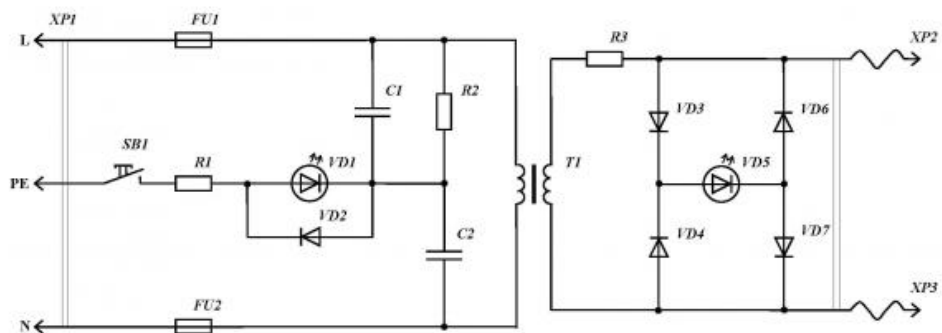 XP1
FU1
L
R3
XP2
C1
R2
VD3
VD6
SB1
R1
VD1
T1
VD5
PE
VD2
C2
VD4
VD7
FU2
XP3
N